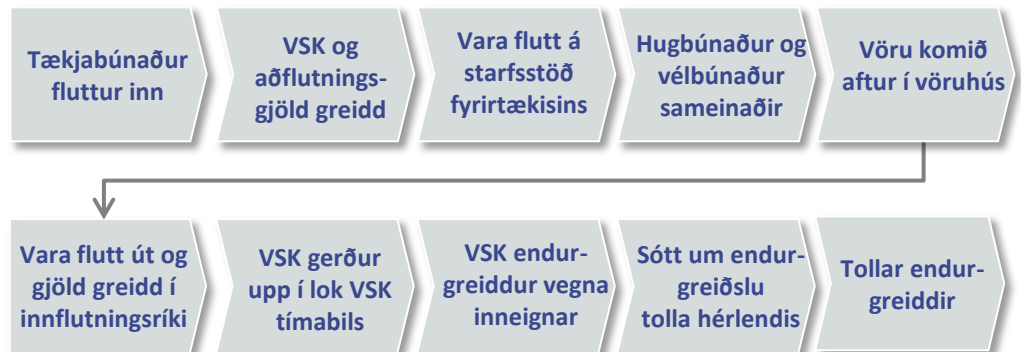 Tækjabúnaður
fluttur inn
VSK og
aðflutnings-
gjöld greidd
Vara flutt á
starfsstöð
fyrirtækisins
Hugbúnaður og
vélbúnaður
sameinaðir
Vöru komið
aftur í vöruhús
Vara flutt út og
gjöld greidd í
innflutningsríki
VSK gerður
upp í lok VSK
tímabils
VSK endur-
greiddur vegna
inneignar
Sótt um endur-
greiðslu
tolla hérlendis
Tollar endur-
greiddir